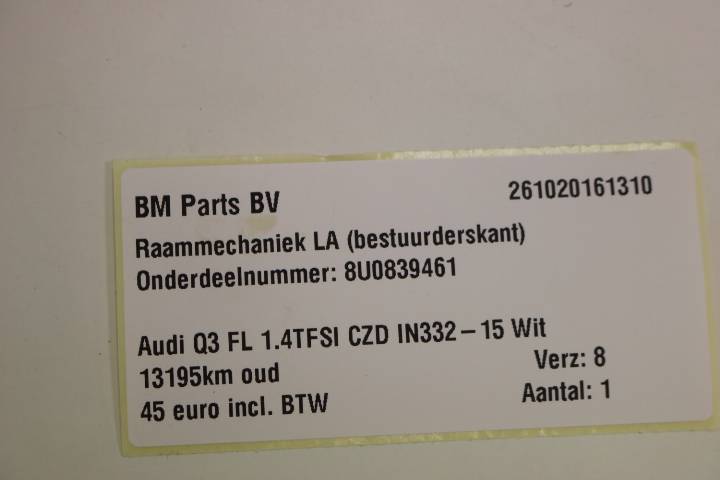 BM Parts BV 261020161310
Raammechaniek LA (bestuurderskant)
Onderdeelnummer: 8U0839461
Audi Q3 FL 1.4TFSI CZD IN332-15 Wit
13195km oud Verz: 8
45 euro incl. BTW Aantal: 1